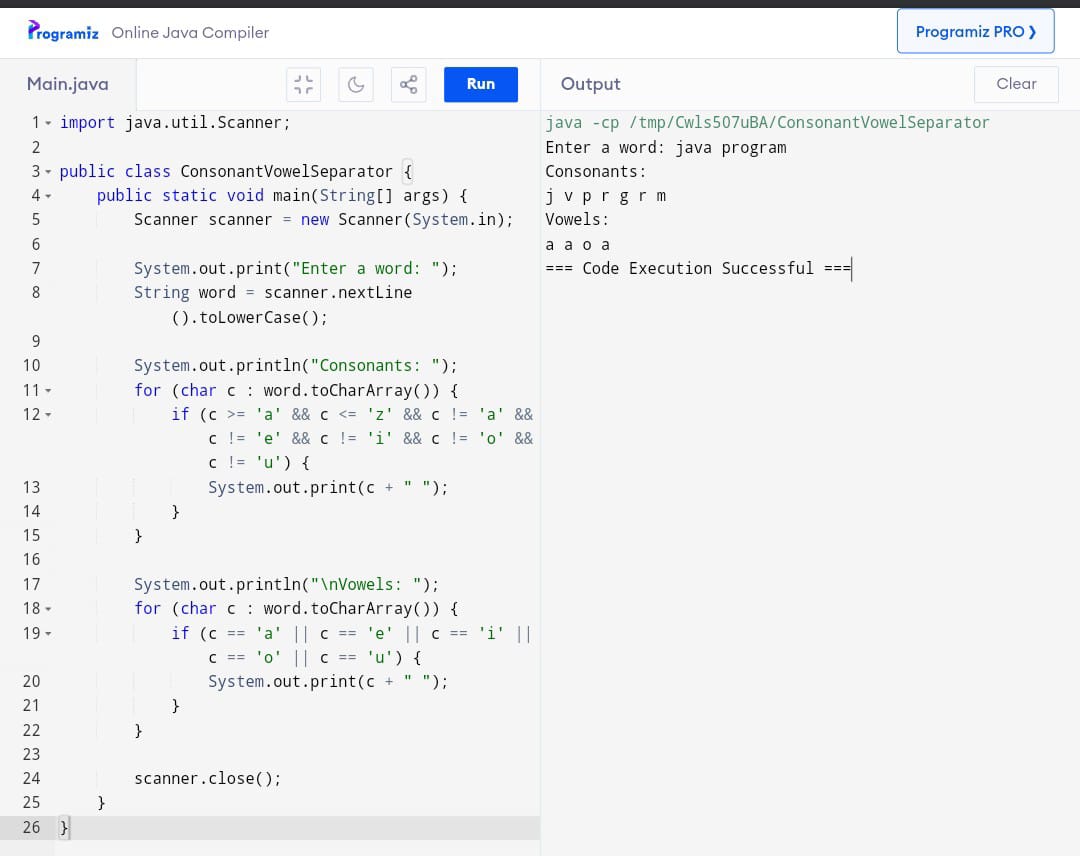 Programiz Online Java Compiler
Programiz PRO ❯
Main.java
Run
Output
Clear
1 import java.util.Scanner;
2
3 public class ConsonantVowelSeparator {
4 public static void main(String[] args) {
5 Scanner scanner = new Scanner(System.in);
6
7 System.out.print("Enter a word: ");
8 String word = scanner.nextLine
().toLowerCase();
9
10 System.out.println("Consonants: ");
11 for (char c : word.toCharArray()) {
12 if (c >= 'a' && c <= 'z' && c != 'a' &&
c != 'e' && c != 'i' && c != 'o' &&
c != 'u') {
13 System.out.print(c + " ");
14 }
15 }
16
17 System.out.println("\nVowels: ");
18 for (char c : word.toCharArray()) {
19 if (c == 'a' || c == 'e' || c == 'i' ||
c == 'o' || c == 'u') {
20 System.out.print(c + " ");
21 }
22 }
23
24 scanner.close();
25 }
26 }
java -cp /tmp/Cwls507uBA/ConsonantVowelSeparator
Enter a word: java program
Consonants:
j v p r g r m
Vowels:
a a o a
=== Code Execution Successful ===